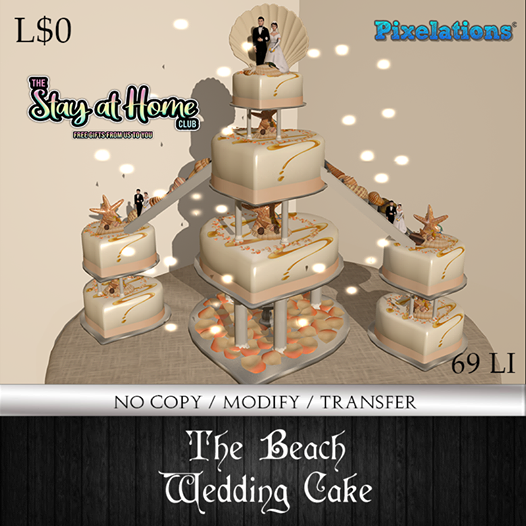 L$0
Pixelations
THE
Stay at Home
CLUB
FREE GIFTS FROM US TO YOU
69 LI
NO COPY / MODIFY / TRANSFER
The Beach
Wedding Cake